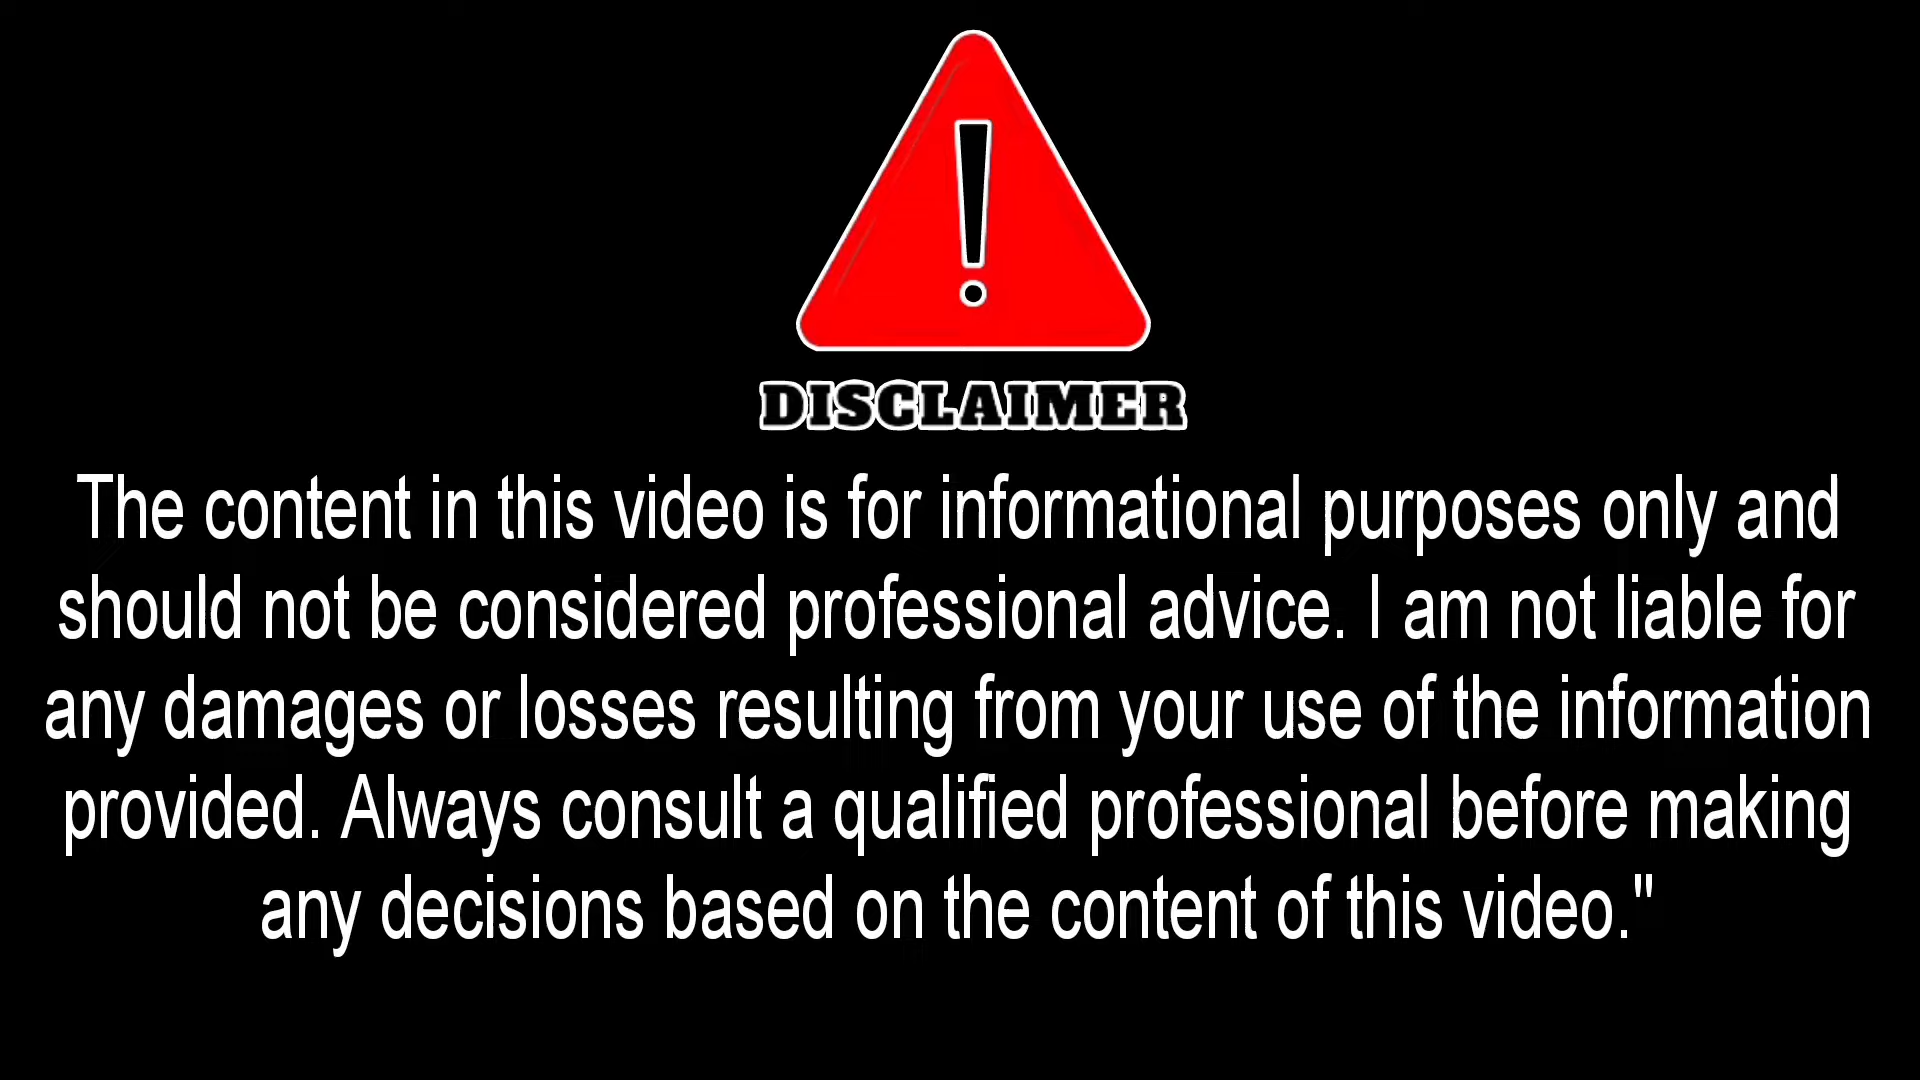 DISCLAIMER
The content in this video is for informational purposes only and
should not be considered professional advice. I am not liable for
any damages or losses resulting from your use of the information
provided. Always consult a qualified professional before making
any decisions based on the content of this video."